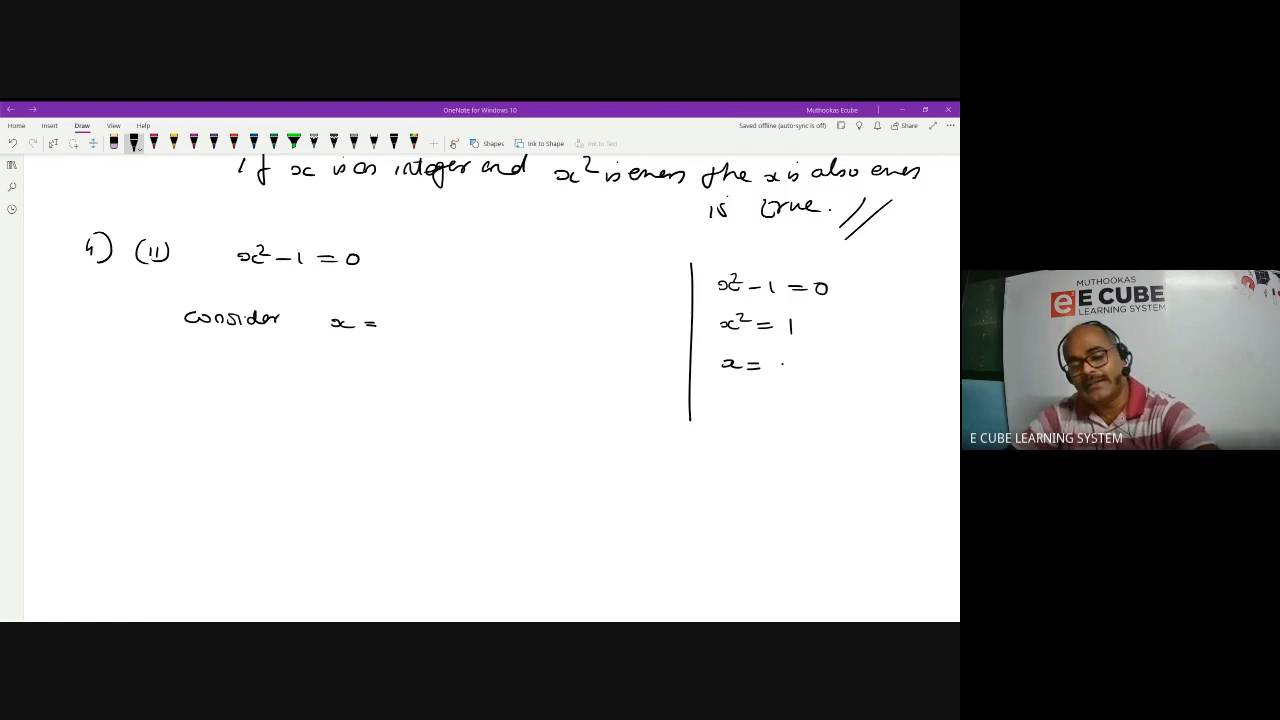 OneNote for Windows 10
Muthookas Ecube
Home Insert Draw View Help
Saved offline (auto-sync is off)
Share
Shapes
Ink to Shape
Ink to Text
If x is an integer and x² is even the x is also even
is true.
4) (ii) x² - 1 = 0
consider x =
x² - 1 = 0
x² = 1
x =
MUTHOOKAS
e E CUBE
LEARNING SYSTEM
E CUBE LEARNING SYSTEM